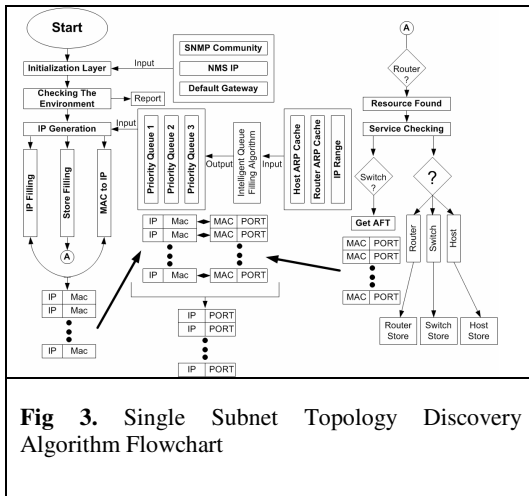 Start
Initialization Layer
Input
SNMP Community
NMS IP
Default Gateway
Checking The
Environment
Report
IP Generation
Input
Priority Queue 1
Priority Queue 2
Priority Queue 3
Output
Intelligent Queue
Filling Algorithm
Input
Host ARP Cache
Router ARP Cache
IP Range
IP Filling
Store Filling
MAC to IP
A
IP Mac
IP Mac
IP Mac
IP Mac MAC PORT
IP Mac MAC PORT
IP Mac MAC PORT
IP PORT
IP PORT
IP PORT
A
Router
?
Resource Found
Service Checking
Switch
?
?
Get AFT
MAC PORT
MAC PORT
MAC PORT
Router
Switch
Host
Router
Store
Switch
Store
Host
Store
Fig 3. Single Subnet Topology Discovery
Algorithm Flowchart